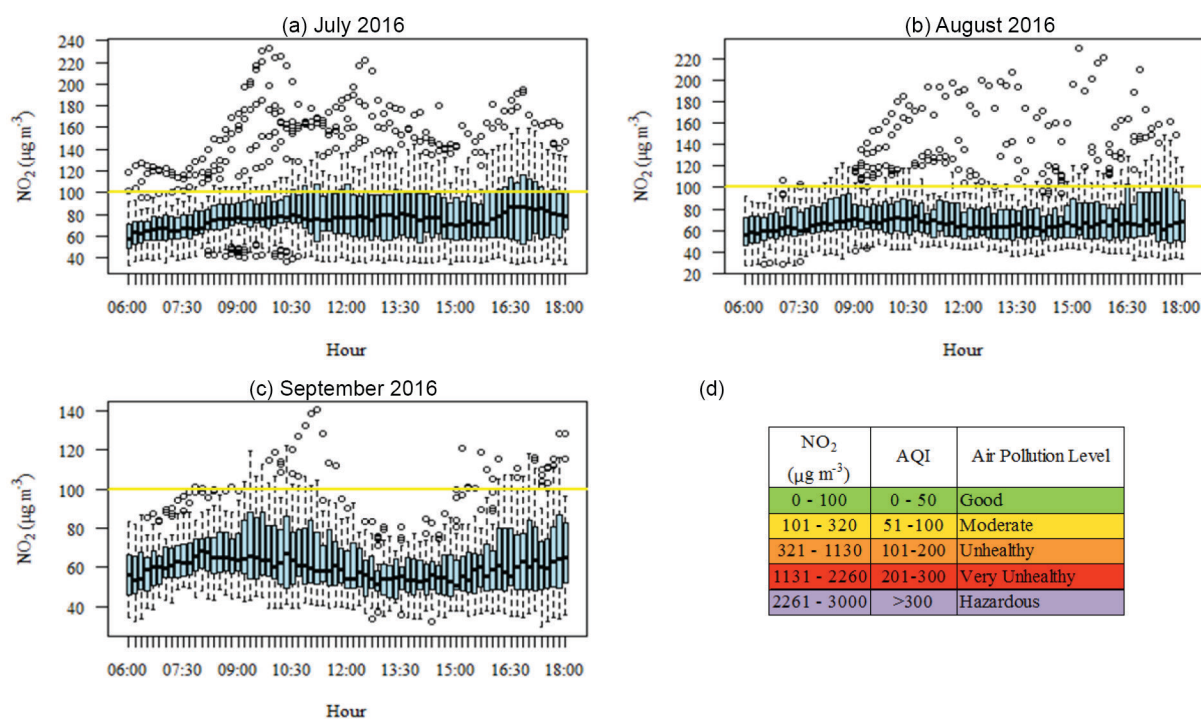 (a) July 2016
240
220
200
180
160
140
120
100
80
60
40
NO₂ (µg m⁻³)
06:00 07:30 09:00 10:30 12:00 13:30 15:00 16:30 18:00
Hour
(b) August 2016
220
200
180
160
140
120
100
80
60
40
20
NO₂ (µg m⁻³)
06:00 07:30 09:00 10:30 12:00 13:30 15:00 16:30 18:00
Hour
(c) September 2016
140
120
100
80
60
40
NO₂ (µg m⁻³)
06:00 07:30 09:00 10:30 12:00 13:30 15:00 16:30 18:00
Hour
(d)
NO₂ (µg m⁻³) AQI Air Pollution Level
0 - 100 0 - 50 Good
101 - 320 51 -100 Moderate
321 - 1130 101-200 Unhealthy
1131 - 2260 201-300 Very Unhealthy
2261 - 3000 >300 Hazardous